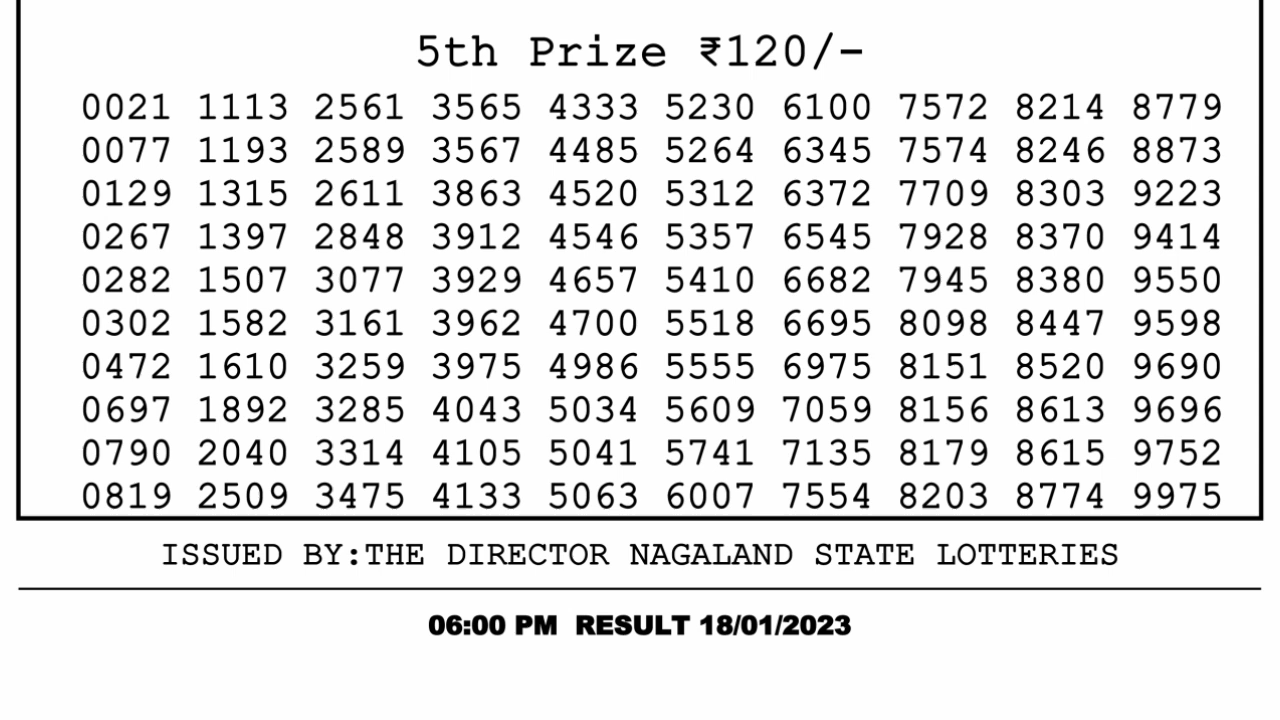 5th Prize ₹120/-
0021 1113 2561 3565 4333 5230 6100 7572 8214 8779
0077 1193 2589 3567 4485 5264 6345 7574 8246 8873
0129 1315 2611 3863 4520 5312 6372 7709 8303 9223
0267 1397 2848 3912 4546 5357 6545 7928 8370 9414
0282 1507 3077 3929 4657 5410 6682 7945 8380 9550
0302 1582 3161 3962 4700 5518 6695 8098 8447 9598
0472 1610 3259 3975 4986 5555 6975 8151 8520 9690
0697 1892 3285 4043 5034 5609 7059 8156 8613 9696
0790 2040 3314 4105 5041 5741 7135 8179 8615 9752
0819 2509 3475 4133 5063 6007 7554 8203 8774 9975
ISSUED BY:THE DIRECTOR NAGALAND STATE LOTTERIES
06:00 PM RESULT 18/01/2023